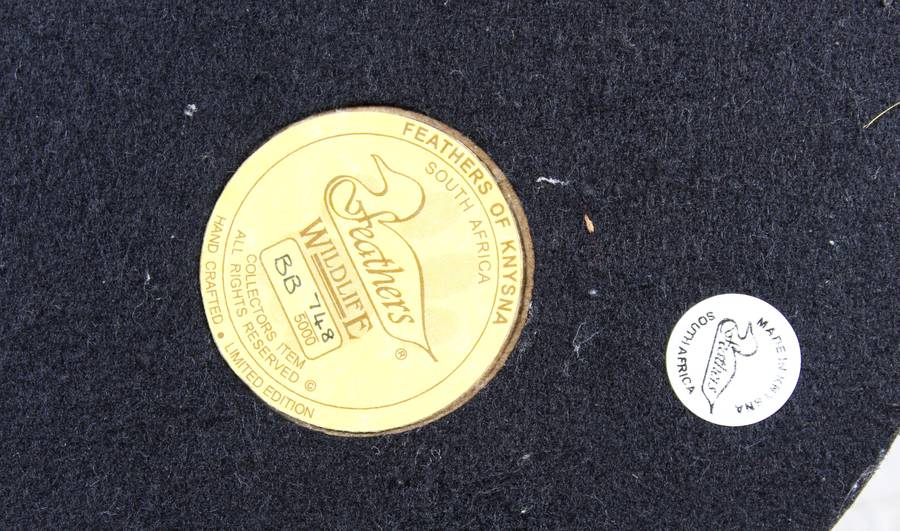 FEATHERS OF KNYSNA
SOUTH AFRICA
Feathers ®
WILDLIFE
BB 748
5000
COLLECTORS ITEM
ALL RIGHTS RESERVED ©
HAND CRAFTED • LIMITED EDITION
MADE IN KNYSNA
Feathers
SOUTH AFRICA